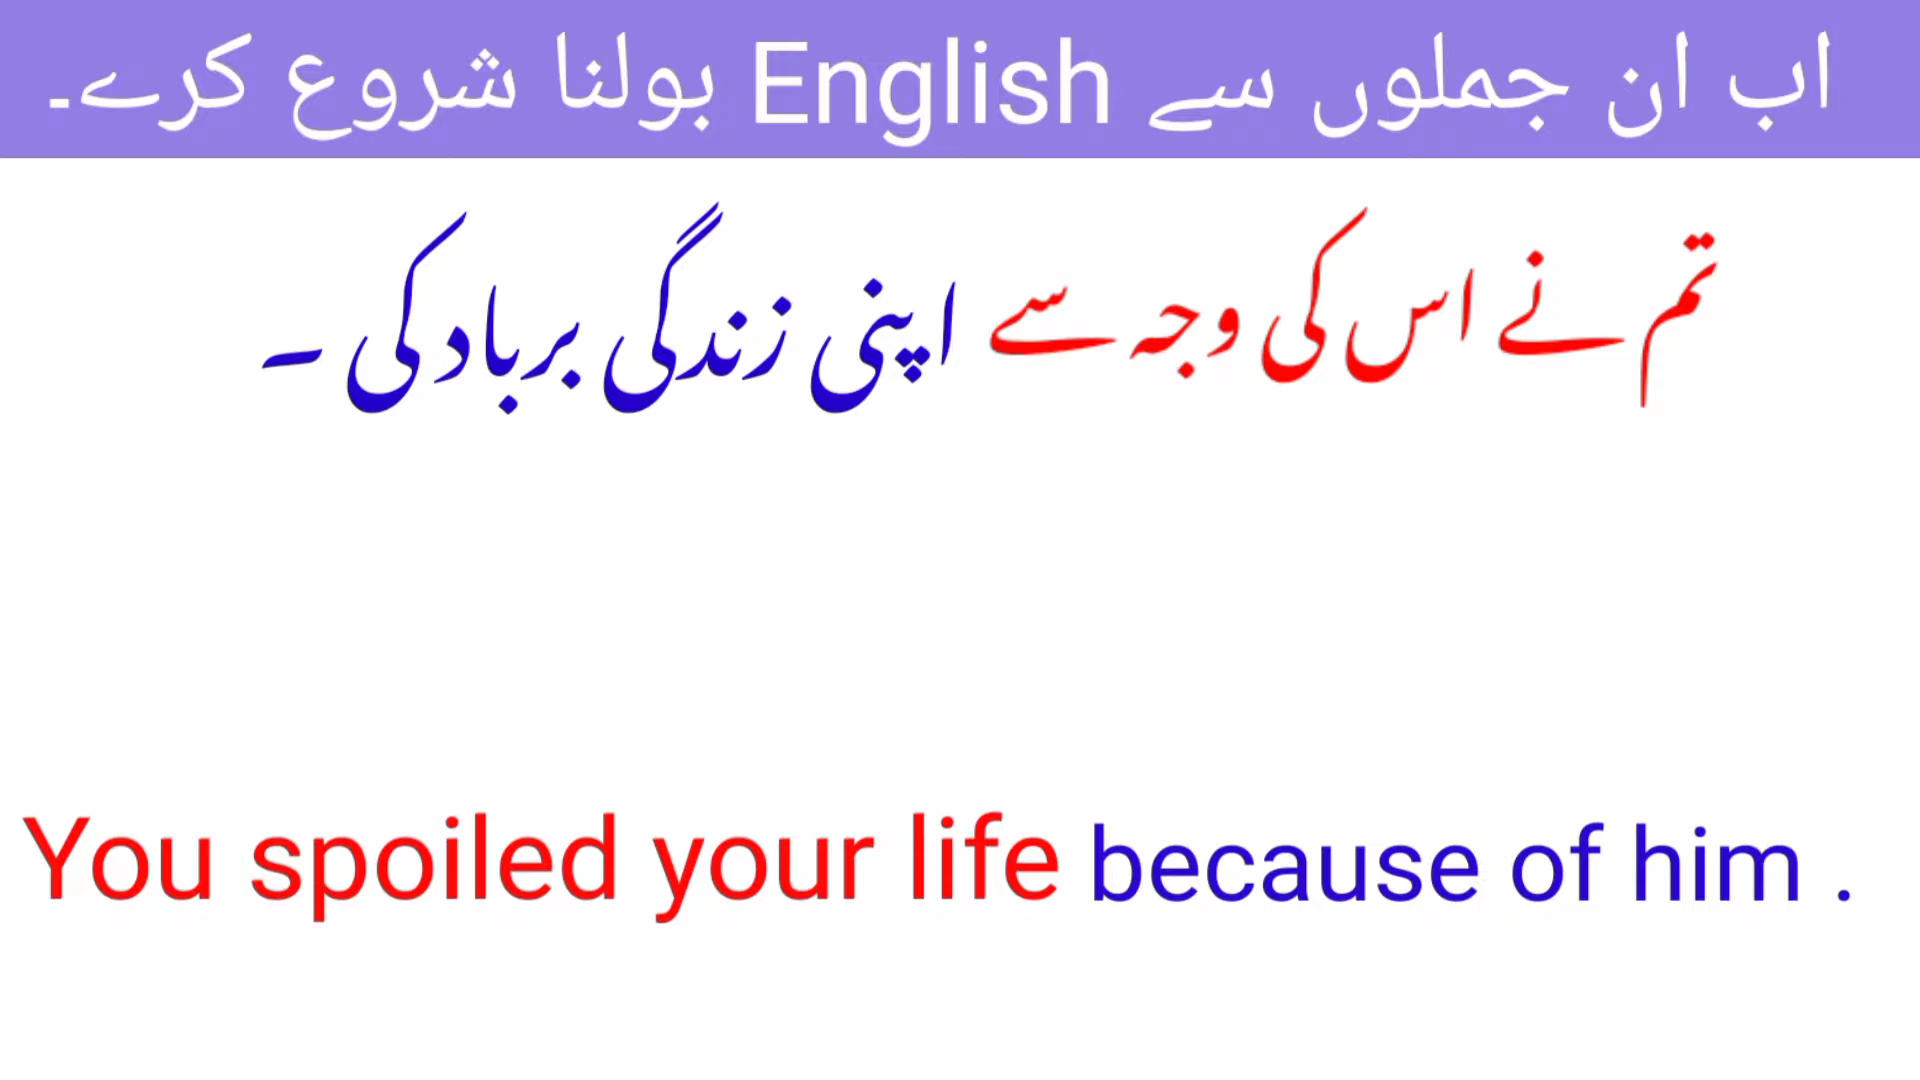 اب ان جملوں سے English بولنا شروع کرے۔
تم نے اس کی وجہ سے اپنی زندگی برباد کی ۔
You spoiled your life because of him .